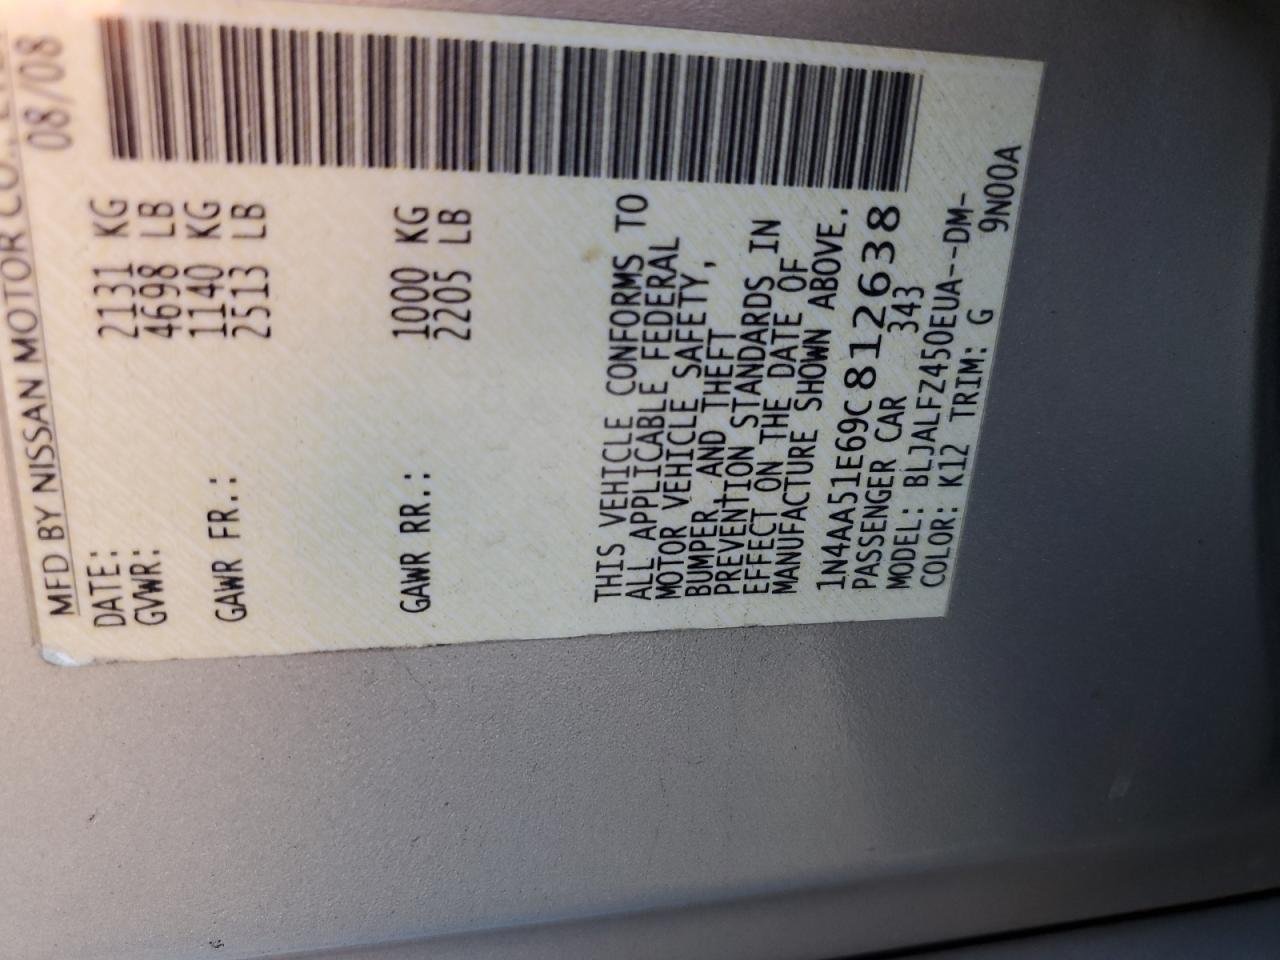 MFD BY NISSAN MOTOR CO.,
DATE: 08/08
GVWR: 2131 KG
4698 LB
GAWR FR.: 1140 KG
2513 LB
GAWR RR.: 1000 KG
2205 LB
THIS VEHICLE CONFORMS TO
ALL APPLICABLE FEDERAL
MOTOR VEHICLE SAFETY,
BUMPER, AND THEFT
PREVENTION STANDARDS IN
EFFECT ON THE DATE OF
MANUFACTURE SHOWN ABOVE.
1N4AA51E69C812638
PASSENGER CAR 343
MODEL: BLJALFZ450EUA--DM-
COLOR: K12 TRIM: G 9N00A